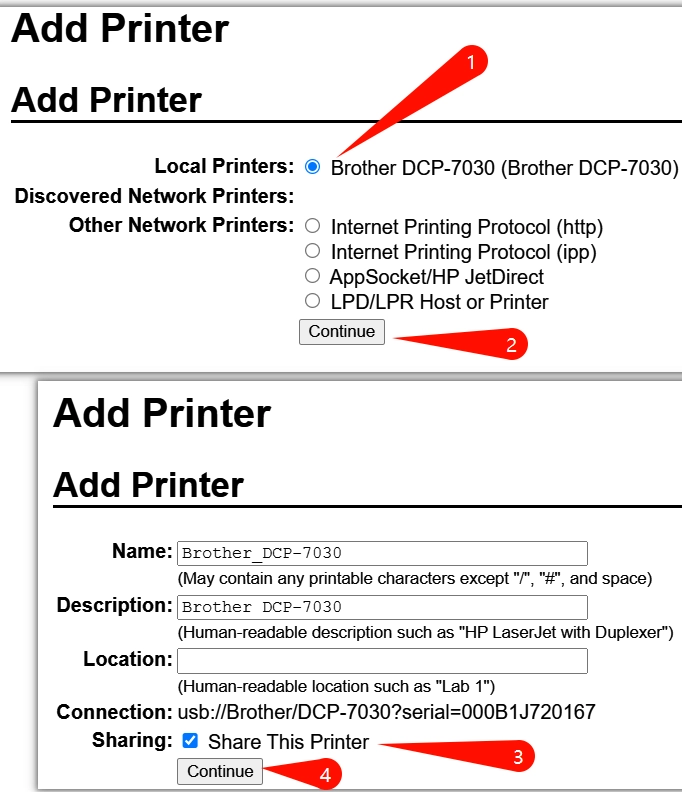 Add Printer
Add Printer
1
Local Printers: Brother DCP-7030 (Brother DCP-7030)
Discovered Network Printers:
Other Network Printers: Internet Printing Protocol (http)
Internet Printing Protocol (ipp)
AppSocket/HP JetDirect
LPD/LPR Host or Printer
Continue
2
Add Printer
Add Printer
Name: Brother_DCP-7030
(May contain any printable characters except "/", "#", and space)
Description: Brother DCP-7030
(Human-readable description such as "HP LaserJet with Duplexer")
Location:
(Human-readable location such as "Lab 1")
Connection: usb://Brother/DCP-7030?serial=000B1J720167
Sharing: Share This Printer
3
Continue
4